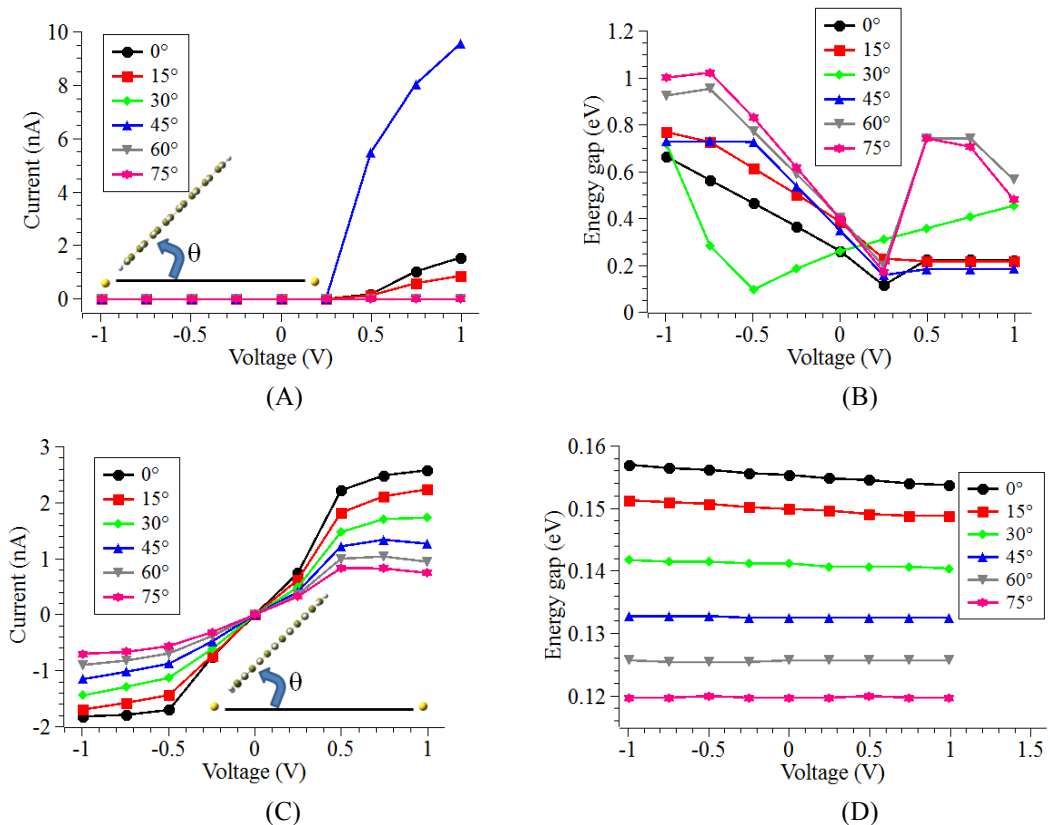 10
8
6
4
2
0
Current (nA)
0°
15°
30°
45°
60°
75°
θ
-1 -0.5 0 0.5 1
Voltage (V)
(A)
1.2
1
0.8
0.6
0.4
0.2
0
Energy gap (eV)
0°
15°
30°
45°
60°
75°
-1 -0.5 0 0.5 1
Voltage (V)
(B)
3
2
1
0
-1
-2
Current (nA)
0°
15°
30°
45°
60°
75°
θ
-1 -0.5 0 0.5 1
Voltage (V)
(C)
0.16
0.15
0.14
0.13
0.12
Energy gap (eV)
0°
15°
30°
45°
60°
75°
-1 -0.5 0 0.5 1 1.5
Voltage (V)
(D)